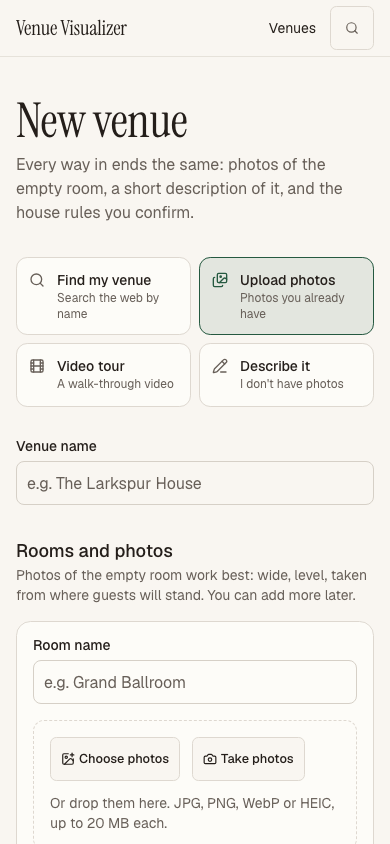 Venue Visualizer
Venues
New venue
Every way in ends the same: photos of the
empty room, a short description of it, and the
house rules you confirm.
Find my venue
Search the web by
name
Upload photos
Photos you already
have
Video tour
A walk-through video
Describe it
I don't have photos
Venue name
e.g. The Larkspur House
Rooms and photos
Photos of the empty room work best: wide, level, taken
from where guests will stand. You can add more later.
Room name
e.g. Grand Ballroom
Choose photos
Take photos
Or drop them here. JPG, PNG, WebP or HEIC,
up to 20 MB each.